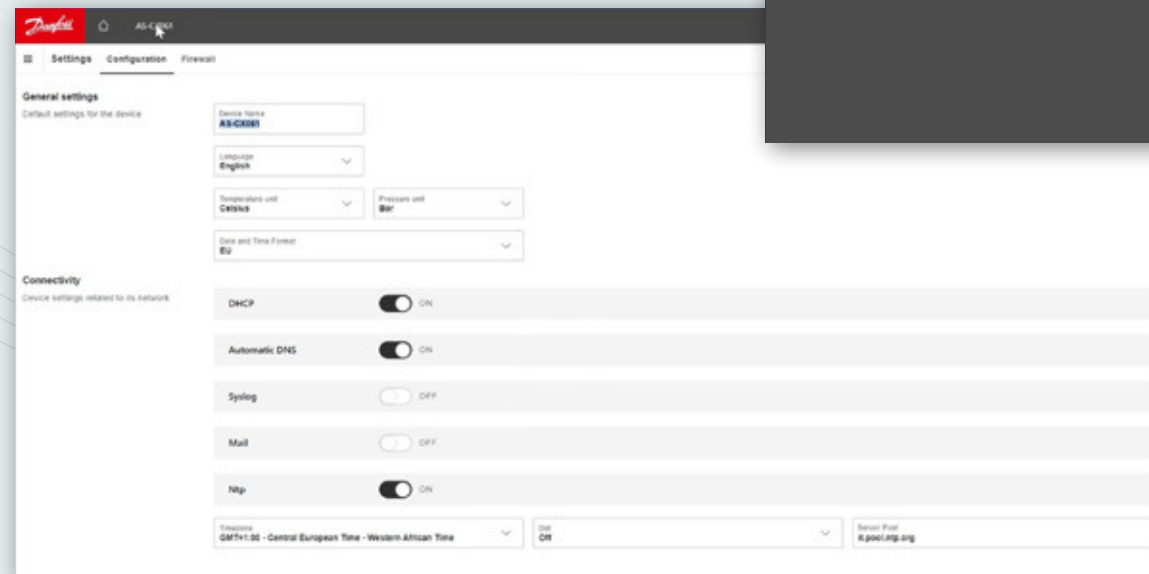 Danfoss
AS-CX061
Settings Configuration Firewall
General settings
Default settings for the device
Device Name
AS-CX061
Language
English
Temperature unit
Celsius
Pressure unit
Bar
Date and Time Format
EU
Connectivity
Device settings related to its network
DHCP ON
Automatic DNS ON
Syslog OFF
Mail OFF
Ntp ON
Timezone
GMT+1:00 - Central European Time - Western African Time
Dst
Off
Server Pool
it.pool.ntp.org